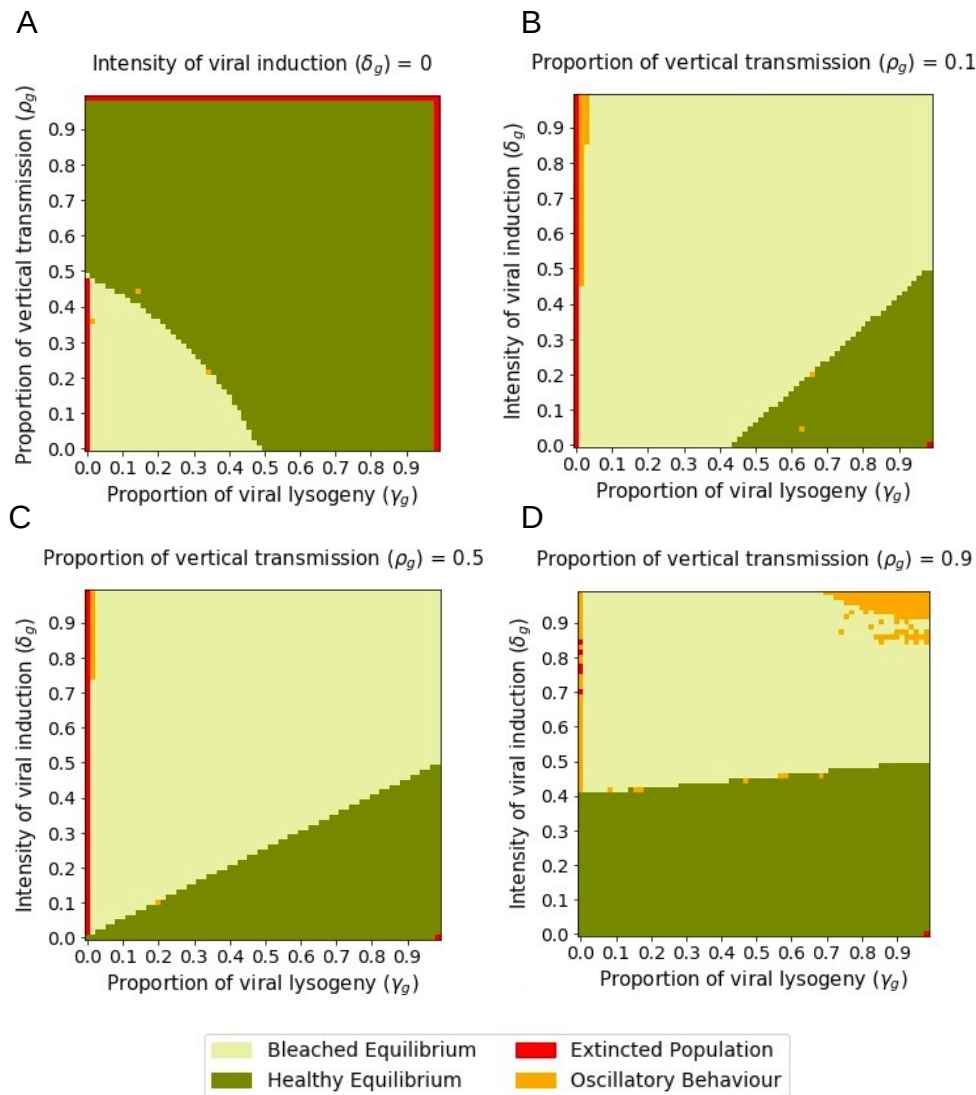 A
B
Intensity of viral induction (δg) = 0
Proportion of vertical transmission (ρg) = 0.1
Proportion of vertical transmission (ρg)
0.9
0.8
0.7
0.6
0.5
0.4
0.3
0.2
0.1
0.0
0.0 0.1 0.2 0.3 0.4 0.5 0.6 0.7 0.8 0.9
Proportion of viral lysogeny (γg)
Intensity of viral induction (δg)
0.9
0.8
0.7
0.6
0.5
0.4
0.3
0.2
0.1
0.0
0.0 0.1 0.2 0.3 0.4 0.5 0.6 0.7 0.8 0.9
Proportion of viral lysogeny (γg)
C
D
Proportion of vertical transmission (ρg) = 0.5
Proportion of vertical transmission (ρg) = 0.9
Intensity of viral induction (δg)
0.9
0.8
0.7
0.6
0.5
0.4
0.3
0.2
0.1
0.0
0.0 0.1 0.2 0.3 0.4 0.5 0.6 0.7 0.8 0.9
Proportion of viral lysogeny (γg)
Intensity of viral induction (δg)
0.9
0.8
0.7
0.6
0.5
0.4
0.3
0.2
0.1
0.0
0.0 0.1 0.2 0.3 0.4 0.5 0.6 0.7 0.8 0.9
Proportion of viral lysogeny (γg)
Bleached Equilibrium
Extincted Population
Healthy Equilibrium
Oscillatory Behaviour